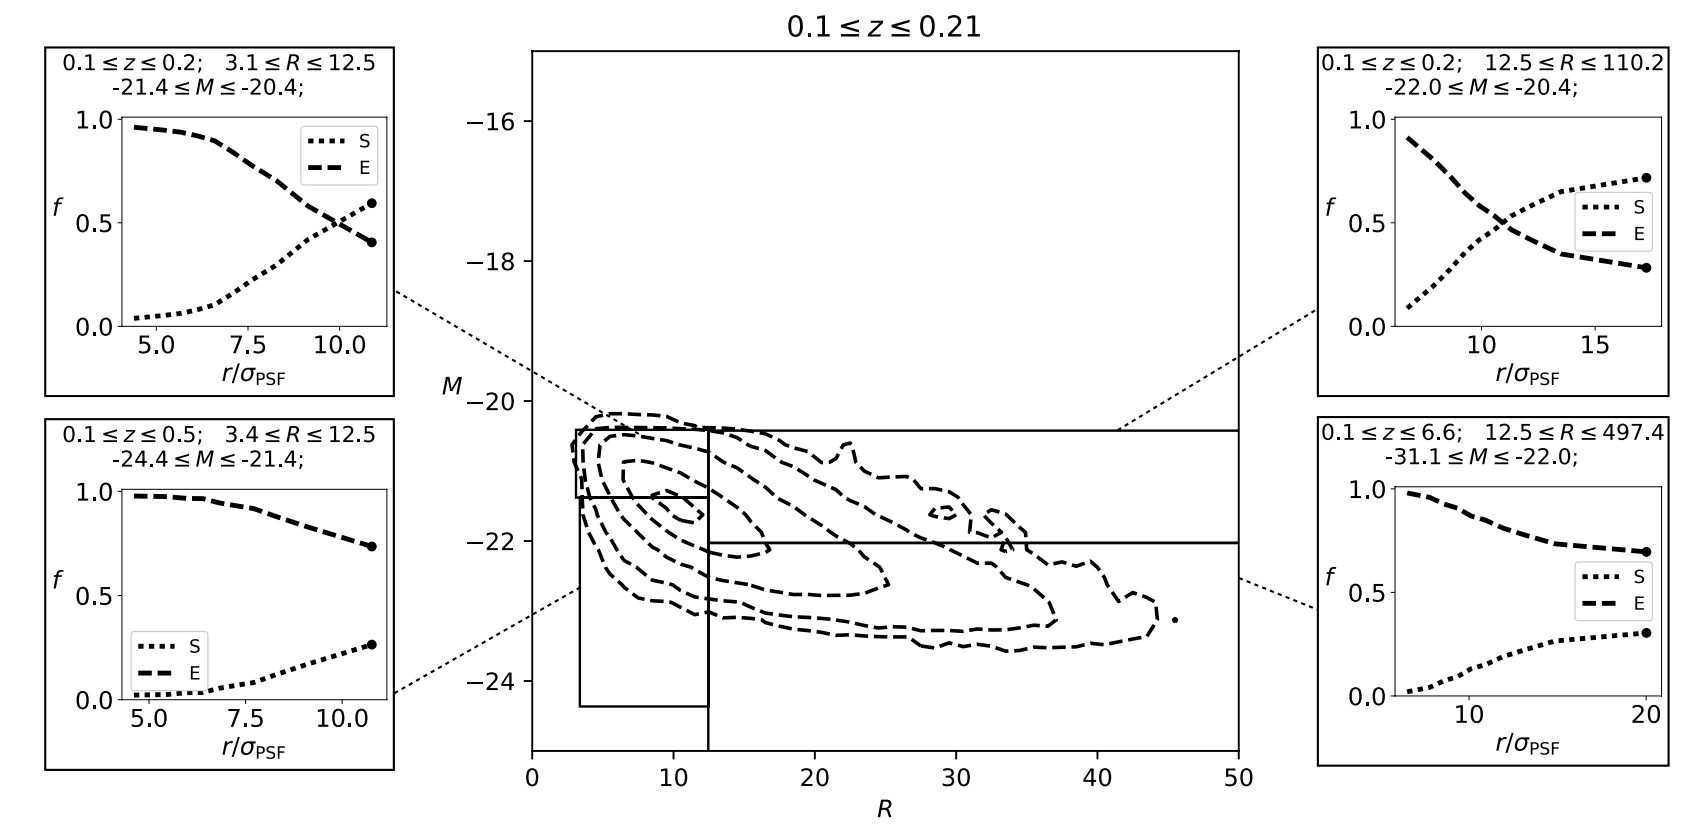 0.1 ≤ z ≤ 0.21
0.1 ≤ z ≤ 0.2; 3.1 ≤ R ≤ 12.5
-21.4 ≤ M ≤ -20.4;
1.0
0.5
0.0
f
S
E
5.0 7.5 10.0
r/σPSF
0.1 ≤ z ≤ 0.5; 3.4 ≤ R ≤ 12.5
-24.4 ≤ M ≤ -21.4;
1.0
0.5
0.0
f
S
E
5.0 7.5 10.0
r/σPSF
M
−16
−18
−20
−22
−24
0 10 20 30 40 50
R
0.1 ≤ z ≤ 0.2; 12.5 ≤ R ≤ 110.2
-22.0 ≤ M ≤ -20.4;
1.0
0.5
0.0
f
S
E
10 15
r/σPSF
0.1 ≤ z ≤ 6.6; 12.5 ≤ R ≤ 497.4
-31.1 ≤ M ≤ -22.0;
1.0
0.5
0.0
f
S
E
10 20
r/σPSF